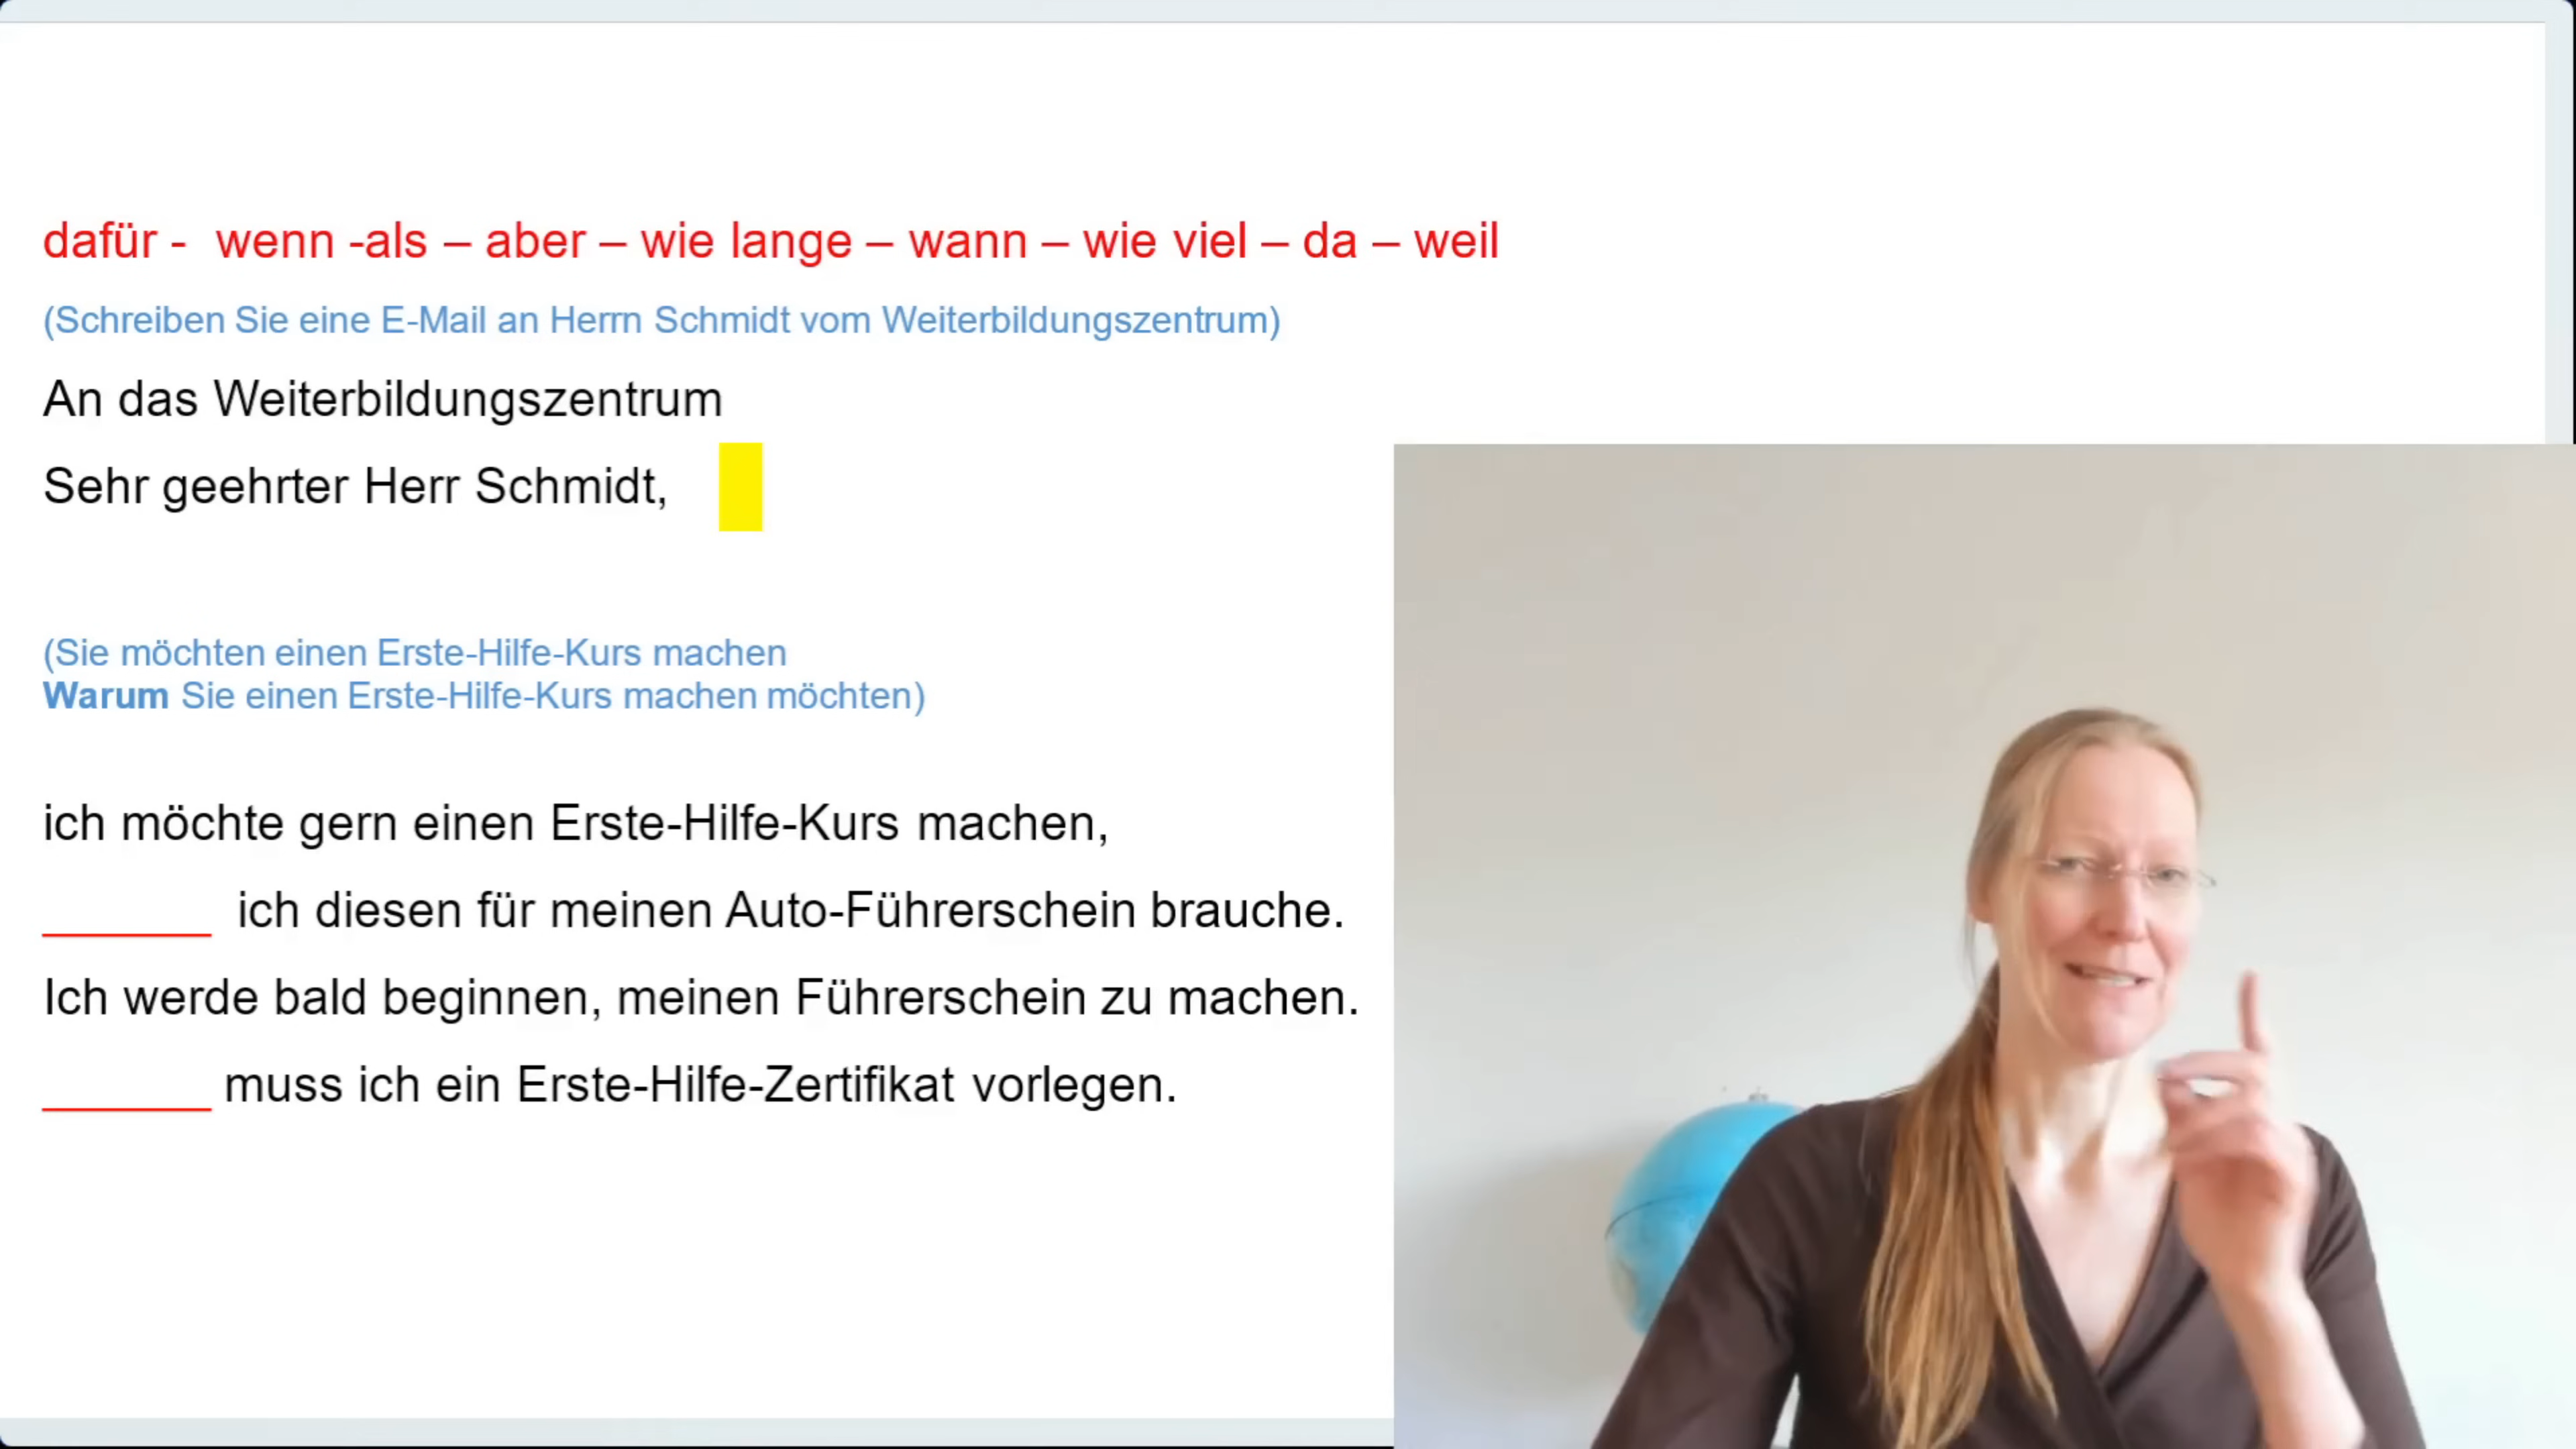 dafür -  wenn -als – aber – wie lange – wann – wie viel – da – weil
(Schreiben Sie eine E-Mail an Herrn Schmidt vom Weiterbildungszentrum)
An das Weiterbildungszentrum
Sehr geehrter Herr Schmidt,
(Sie möchten einen Erste-Hilfe-Kurs machen
Warum Sie einen Erste-Hilfe-Kurs machen möchten)
ich möchte gern einen Erste-Hilfe-Kurs machen,
______ ich diesen für meinen Auto-Führerschein brauche.
Ich werde bald beginnen, meinen Führerschein zu machen.
______ muss ich ein Erste-Hilfe-Zertifikat vorlegen.